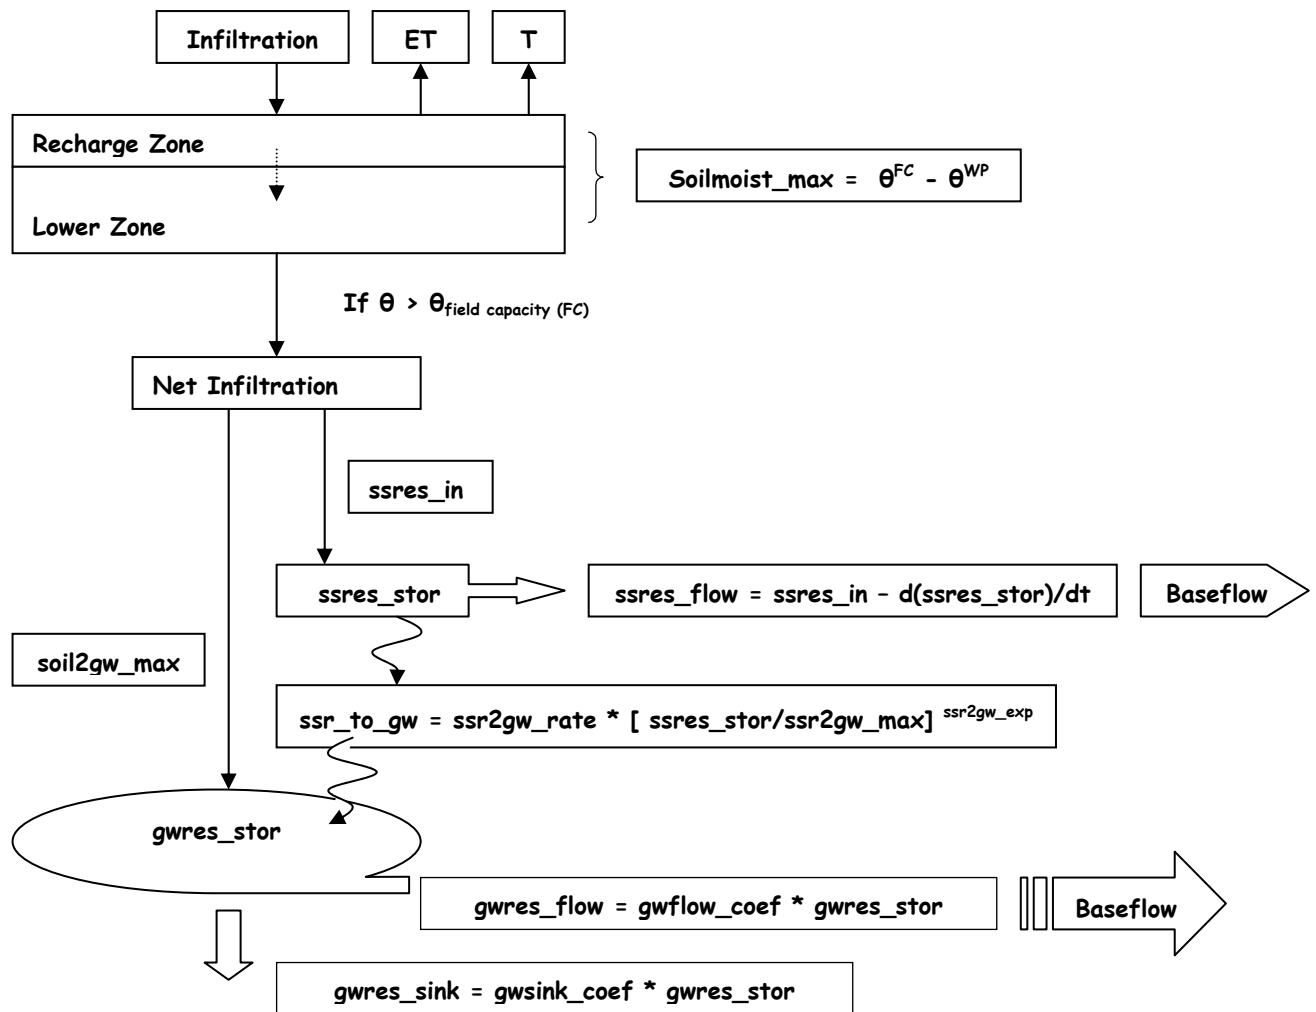 Infiltration
ET
T
Recharge Zone
Soilmoist_max = θ^FC - θ^WP
Lower Zone
If θ > θfield capacity (FC)
Net Infiltration
ssres_in
ssres_stor
ssres_flow = ssres_in – d(ssres_stor)/dt
Baseflow
soil2gw_max
ssr_to_gw = ssr2gw_rate * [ ssres_stor/ssr2gw_max] ^ssr2gw_exp
gwres_stor
gwres_flow = gwflow_coef * gwres_stor
Baseflow
gwres_sink = gwsink_coef * gwres_stor